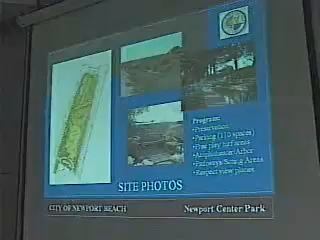 Program:
•Preservation
•Parking (110 spaces)
•Free play turf areas
•Amphitheater/Arbor
•Pathways/Seating Areas
•Respect view planes
SITE PHOTOS
CITY OF NEWPORT BEACH
Newport Center Park